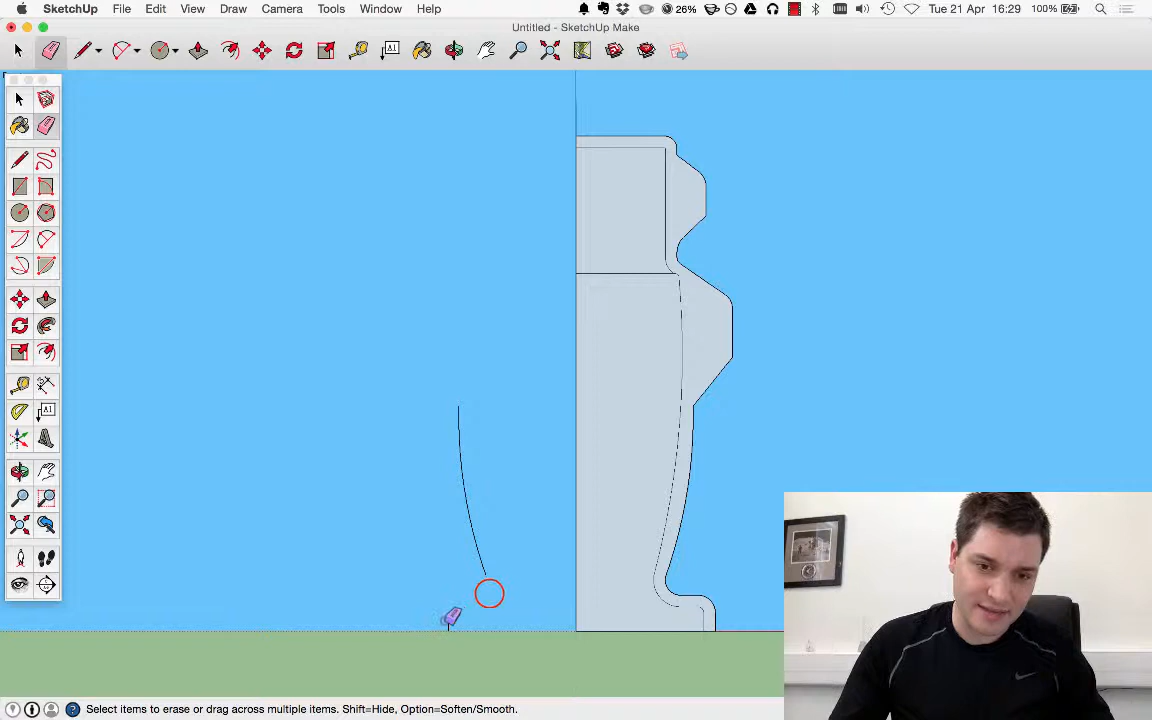 SketchUp File Edit View Draw Camera Tools Window Help 26% Tue 21 Apr 16:29 100%
Untitled - SketchUp Make
Select items to erase or drag across multiple items. Shift=Hide, Option=Soften/Smooth.